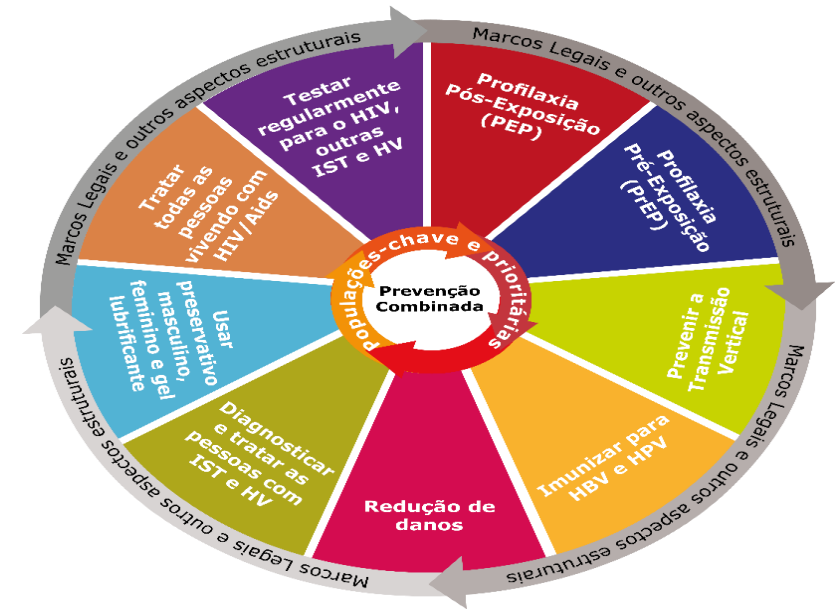 Marcos Legais e outros aspectos estruturais
Marcos Legais e outros aspectos estruturais
Marcos Legais e outros aspectos estruturais
Marcos Legais e outros aspectos estruturais
Profilaxia
Pós-Exposição
(PEP)
Profilaxia
Pré-Exposição
(PrEP)
Prevenir a
Transmissão
Vertical
Imunizar para
HBV e HPV
Redução de
danos
Diagnosticar
e tratar as
pessoas com
IST e HV
Usar
preservativo
masculino,
feminino e gel
lubrificante
Tratar
todas as
pessoas
vivendo com
HIV/Aids
Testar
regularmente
para o HIV,
outras
IST e HV
Populações-chave e prioritárias
Prevenção
Combinada